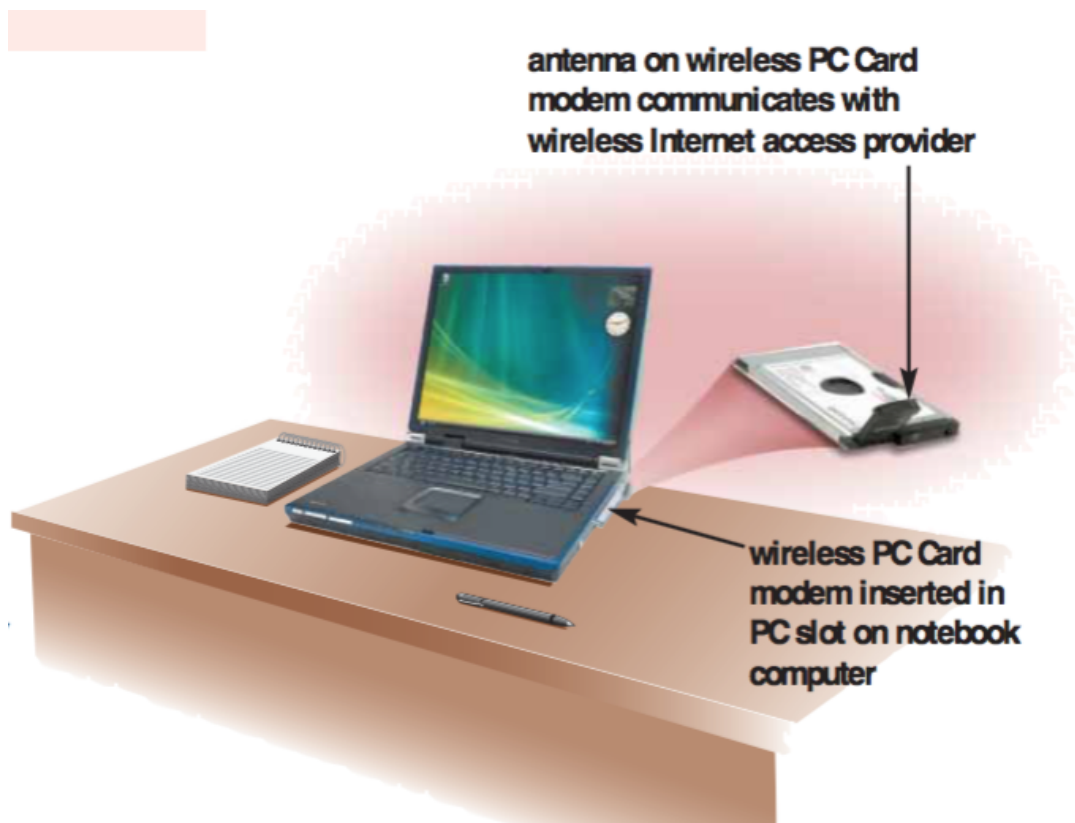 antenna on wireless PC Card
modem communicates with
wireless Internet access provider
wireless PC Card
modem inserted in
PC slot on notebook
computer